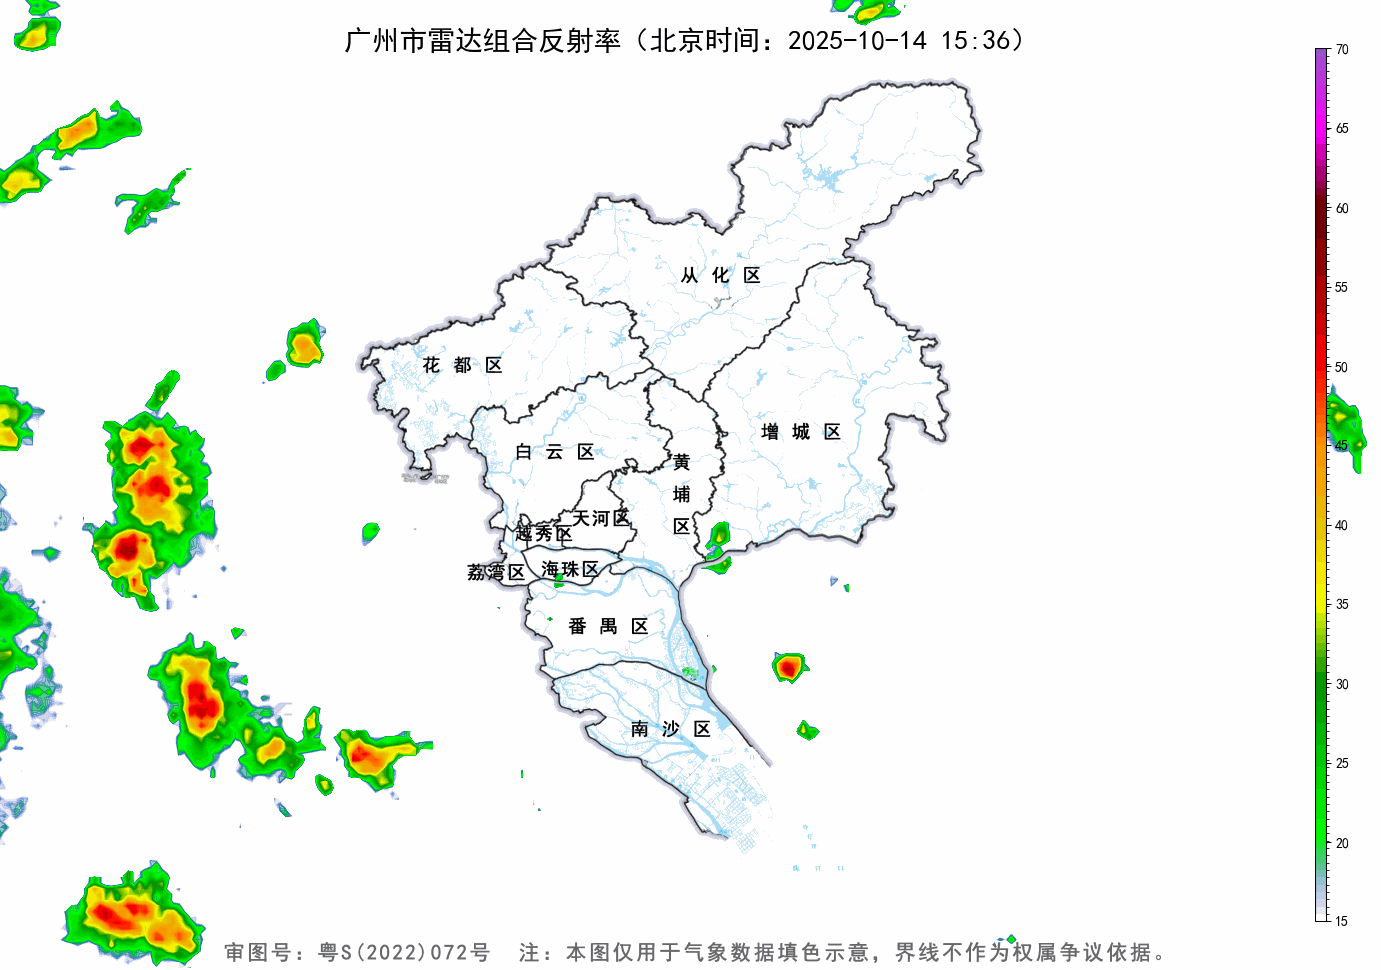 广州市雷达组合反射率（北京时间：2025-10-14 15:36）
70
65
60
55
50
45
40
35
30
25
20
15
从化区
花都区
增城区
白云区
黄埔区
天河区
越秀区
荔湾区
海珠区
番禺区
南沙区
审图号：粤S(2022)072号 注：本图仅用于气象数据填色示意，界线不作为权属争议依据。